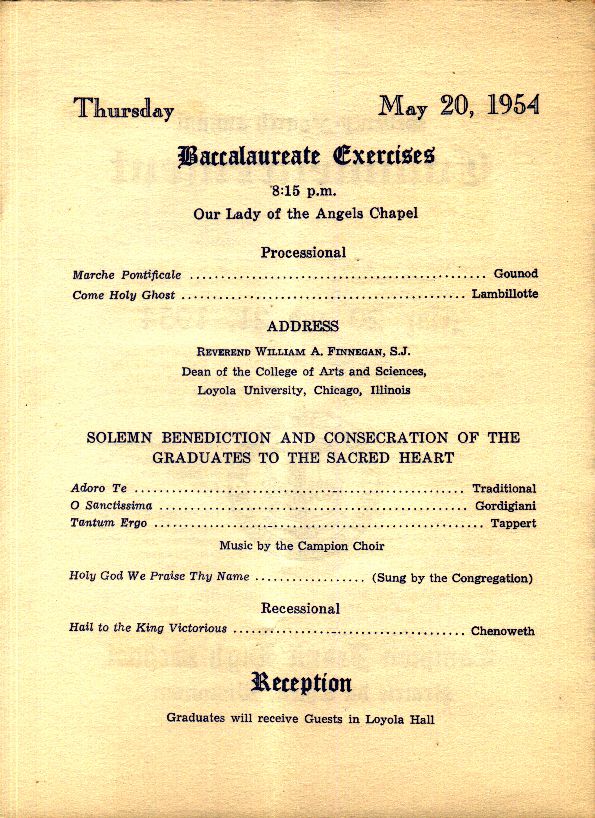 Thursday May 20, 1954
Baccalaureate Exercises
8:15 p.m.
Our Lady of the Angels Chapel
Processional
Marche Pontificale ................................................ Gounod
Come Holy Ghost .............................................. Lambillotte
ADDRESS
REVEREND WILLIAM A. FINNEGAN, S.J.
Dean of the College of Arts and Sciences,
Loyola University, Chicago, Illinois
SOLEMN BENEDICTION AND CONSECRATION OF THE
GRADUATES TO THE SACRED HEART
Adoro Te ...................................................... Traditional
O Sanctissima .................................................. Gordigiani
Tantum Ergo ...................................................... Tappert
Music by the Campion Choir
Holy God We Praise Thy Name .................. (Sung by the Congregation)
Recessional
Hail to the King Victorious ...................................... Chenoweth
Reception
Graduates will receive Guests in Loyola Hall